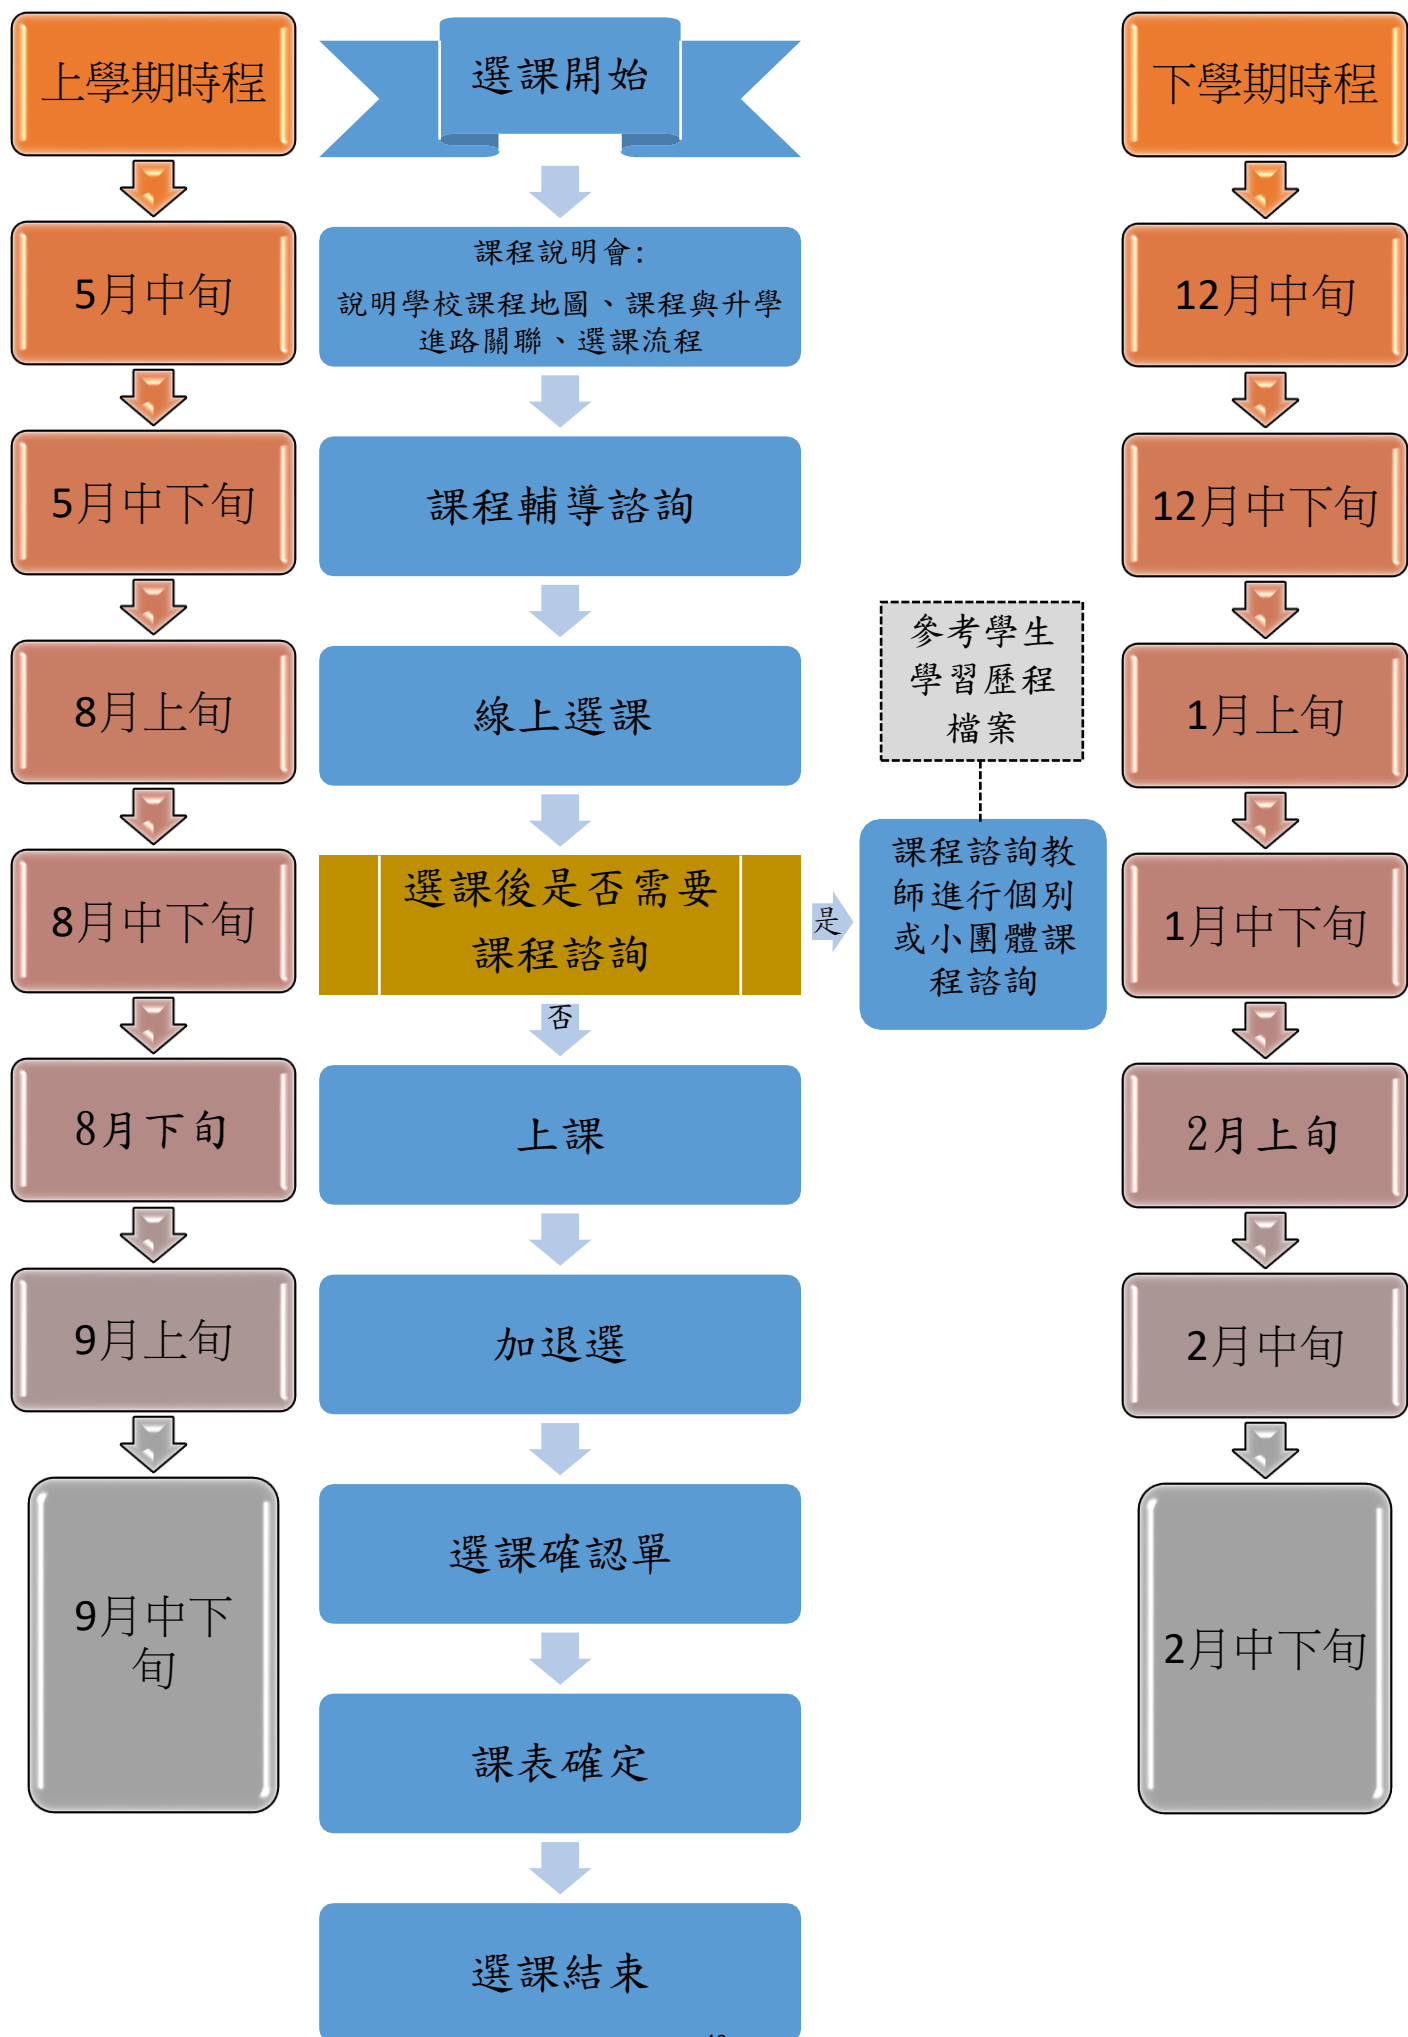 上學期時程
5月中旬
5月中下旬
8月上旬
8月中下旬
8月下旬
9月上旬
9月中下
旬
選課開始
課程說明會:
說明學校課程地圖、課程與升學
進路關聯、選課流程
課程輔導諮詢
線上選課
選課後是否需要
課程諮詢
是
否
參考學生
學習歷程
檔案
課程諮詢教
師進行個別
或小團體課
程諮詢
上課
加退選
選課確認單
課表確定
選課結束
下學期時程
12月中旬
12月中下旬
1月上旬
1月中下旬
2月上旬
2月中旬
2月中下旬